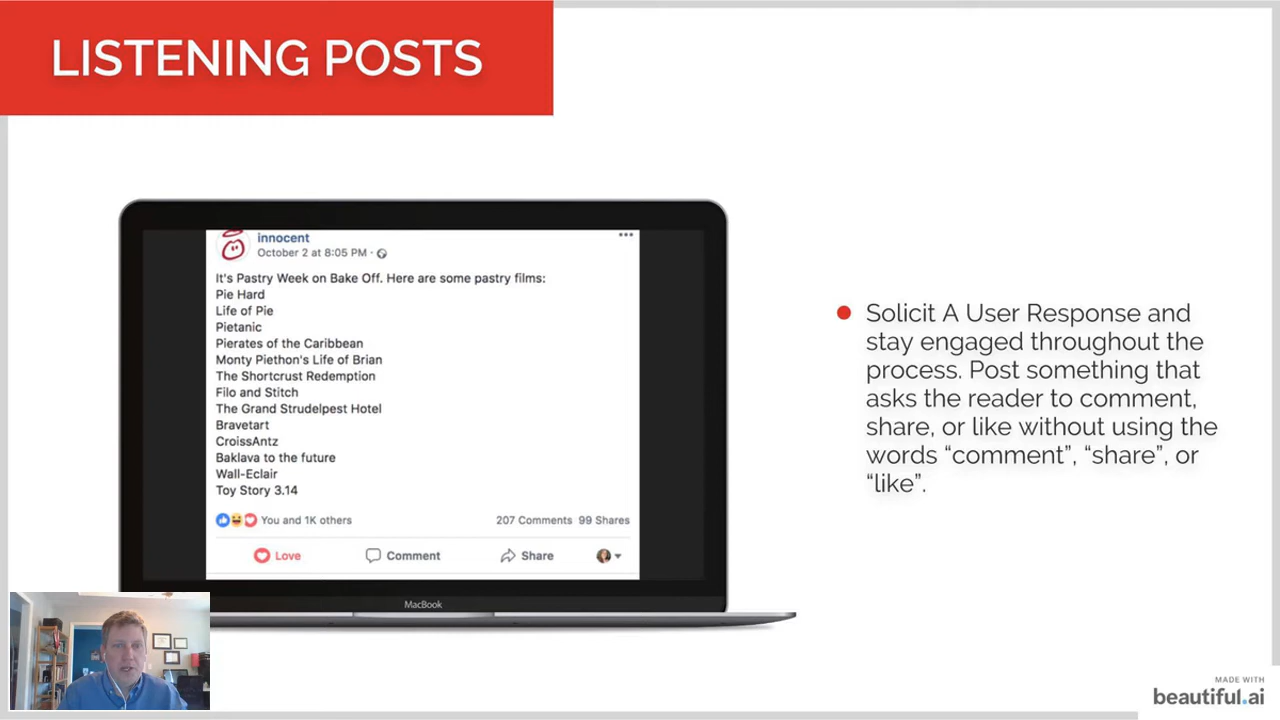 LISTENING POSTS
innocent
October 2 at 8:05 PM ·
It's Pastry Week on Bake Off. Here are some pastry films:
Pie Hard
Life of Pie
Pietanic
Pierates of the Caribbean
Monty Piethon's Life of Brian
The Shortcrust Redemption
Filo and Stitch
The Grand Strudelpest Hotel
Bravetart
CroissAntz
Baklava to the future
Wall-Eclair
Toy Story 3.14
You and 1K others 207 Comments 99 Shares
Love Comment Share
MacBook
Solicit A User Response and
stay engaged throughout the
process. Post something that
asks the reader to comment,
share, or like without using the
words “comment”, “share”, or
“like”.
MADE WITH
beautiful.ai